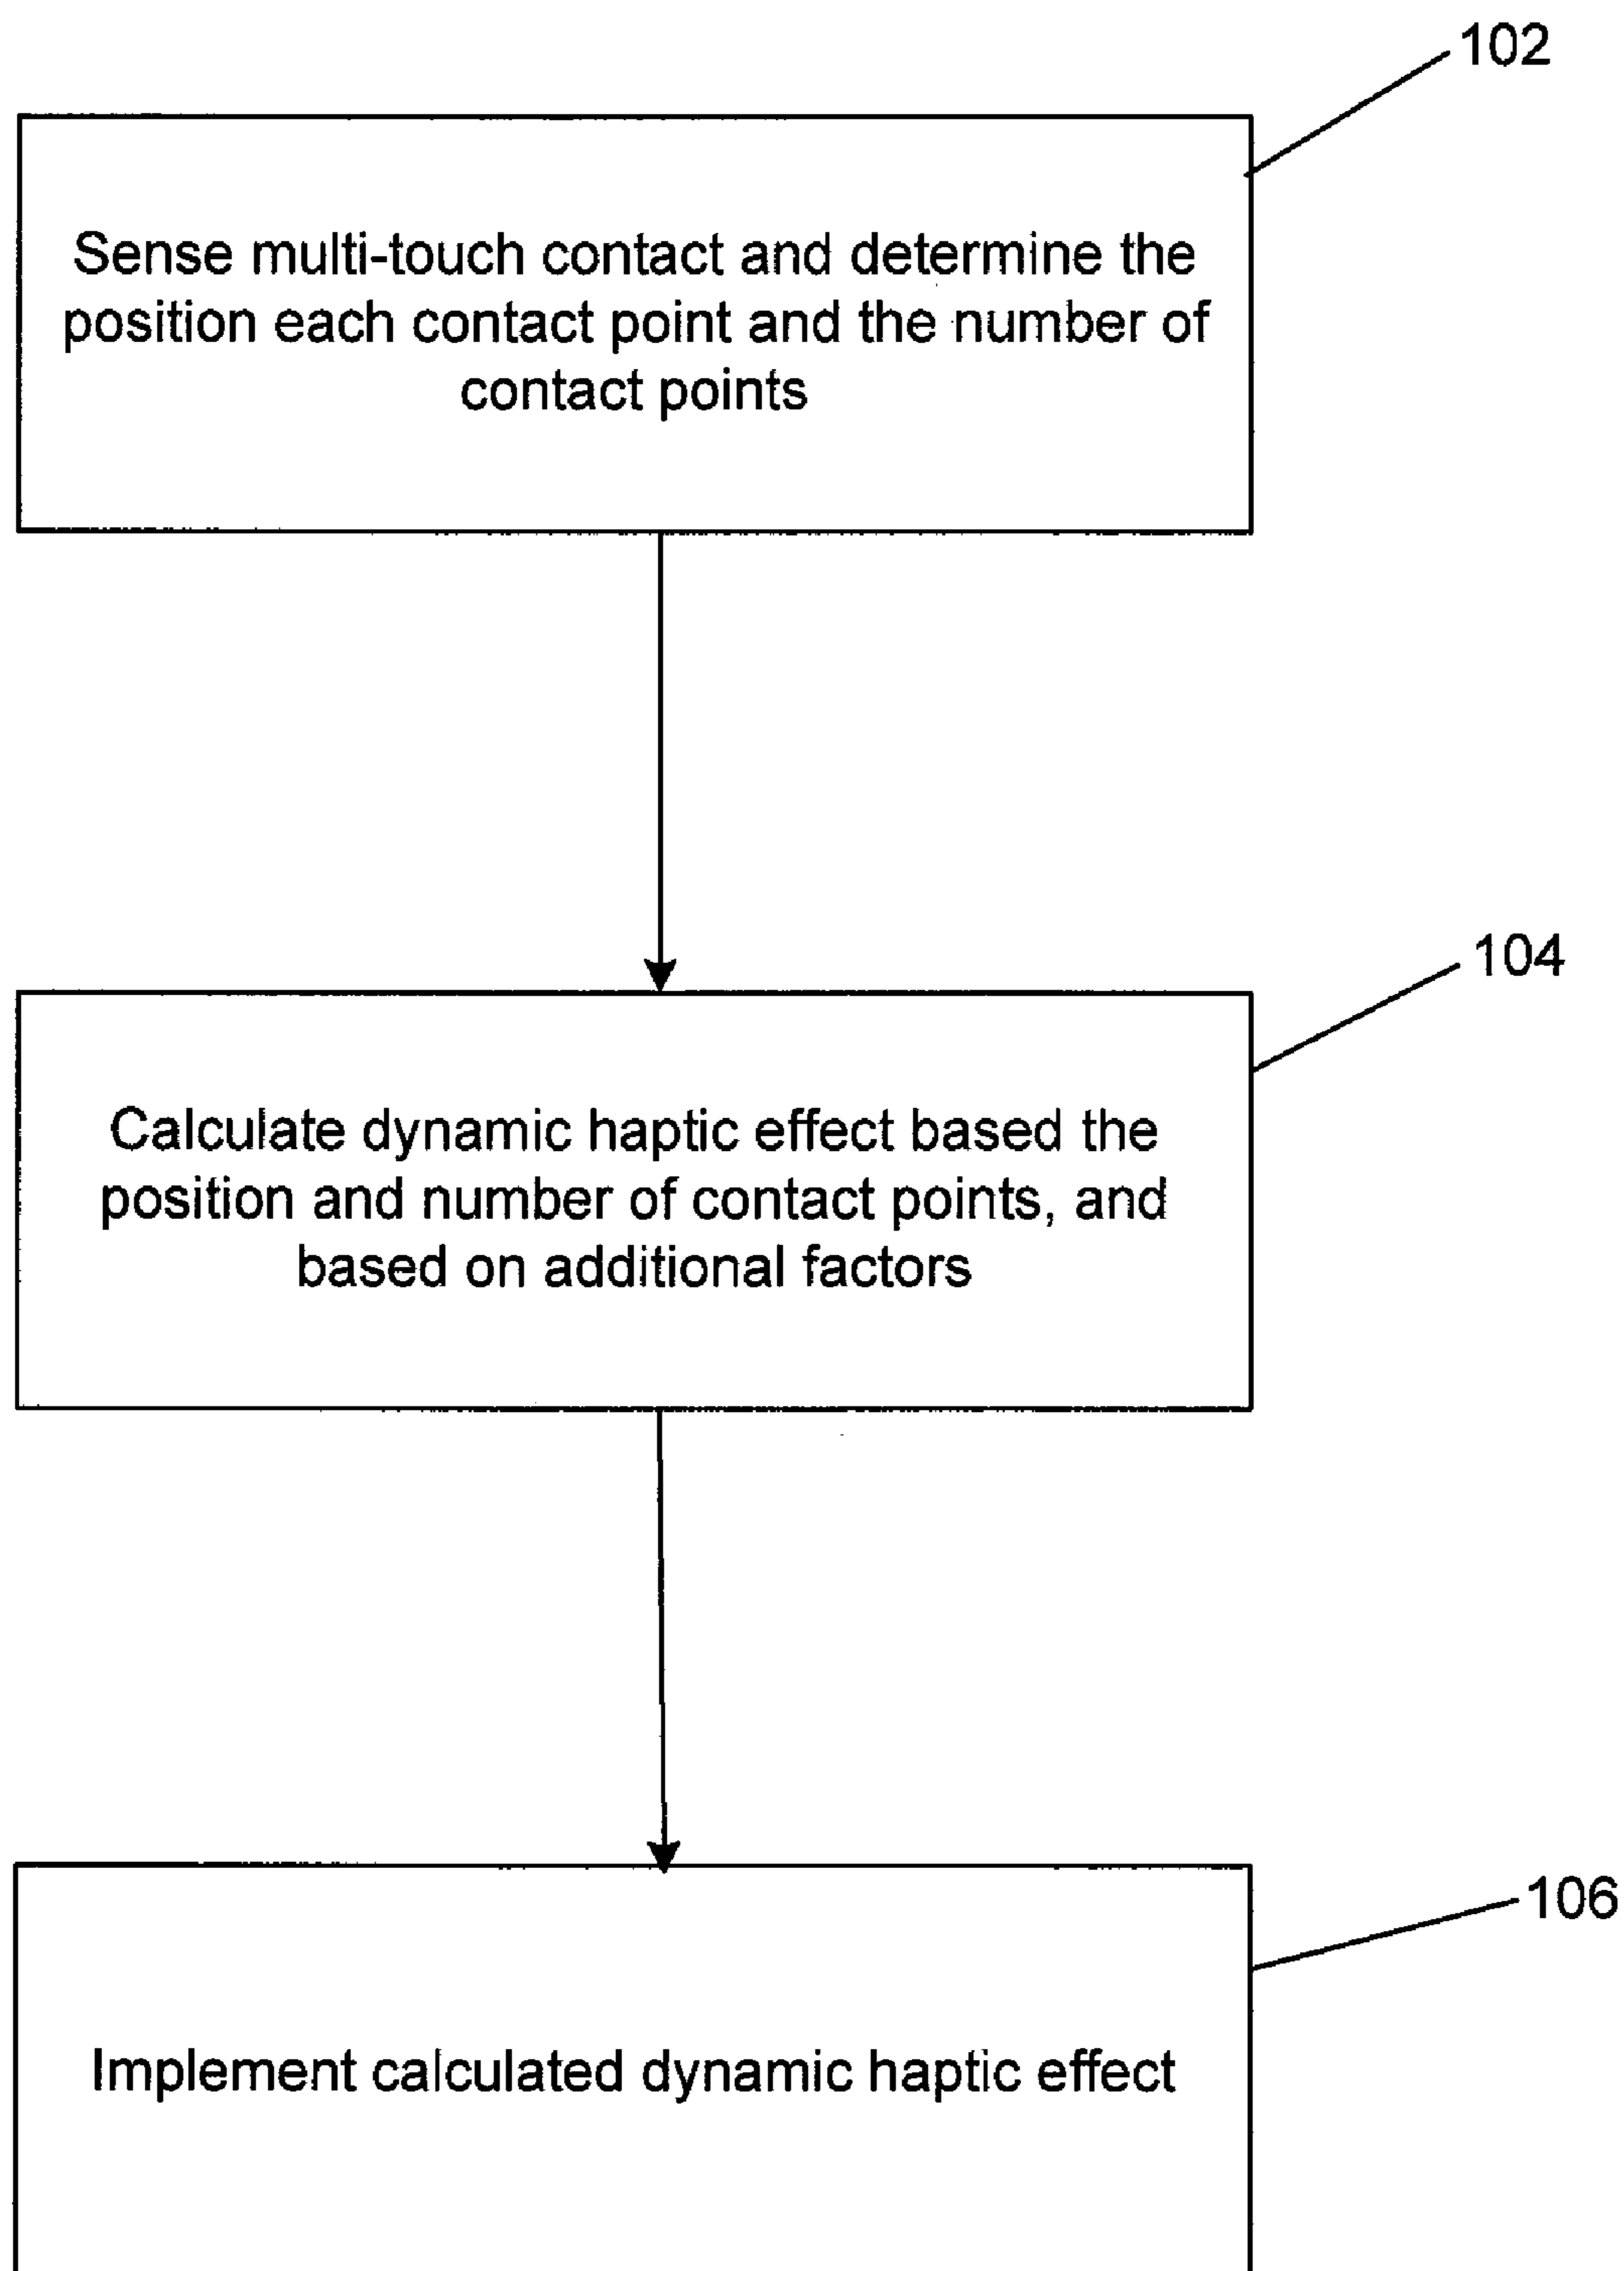 102
Sense multi-touch contact and determine the
position each contact point and the number of
contact points
104
Calculate dynamic haptic effect based the
position and number of contact points, and
based on additional factors
106
Implement calculated dynamic haptic effect